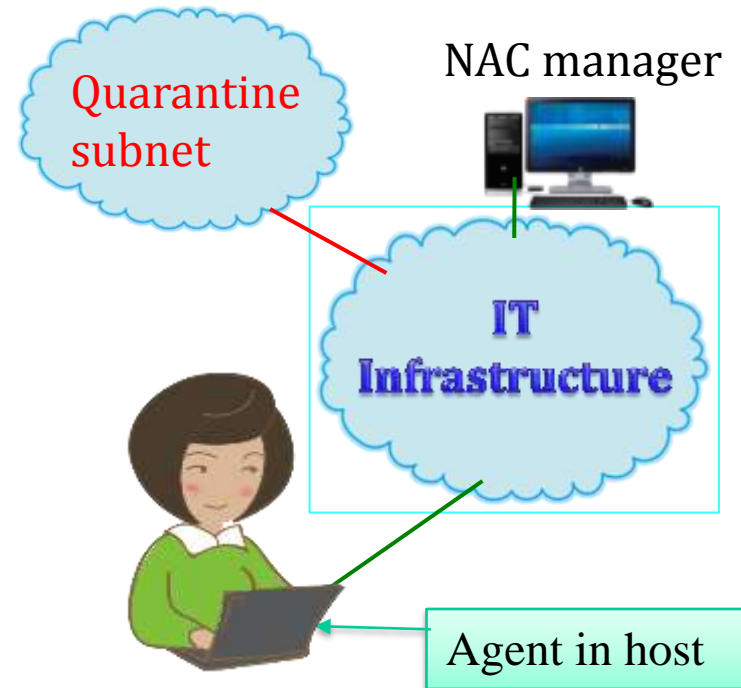 Quarantine
subnet
NAC manager
IT
Infrastructure
Agent in host